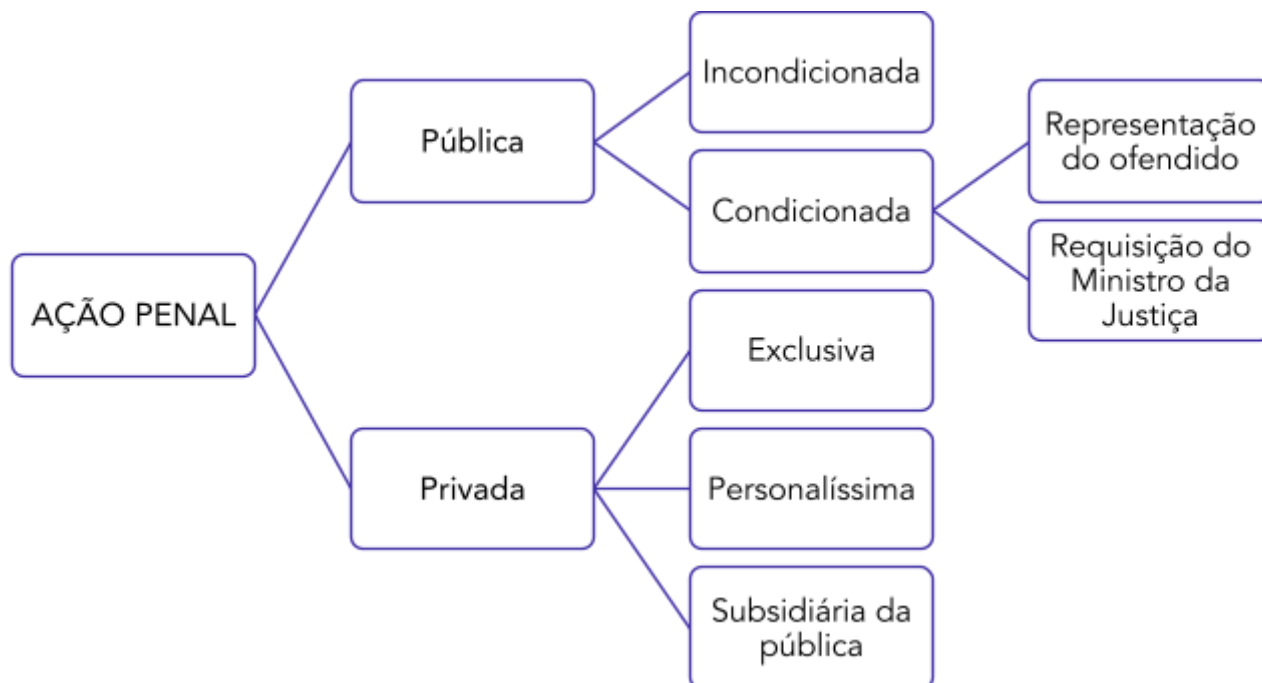 AÇÃO PENAL
Pública
Incondicionada
Condicionada
Representação
do ofendido
Requisição do
Ministro da
Justiça
Privada
Exclusiva
Personalíssima
Subsidiária da
pública